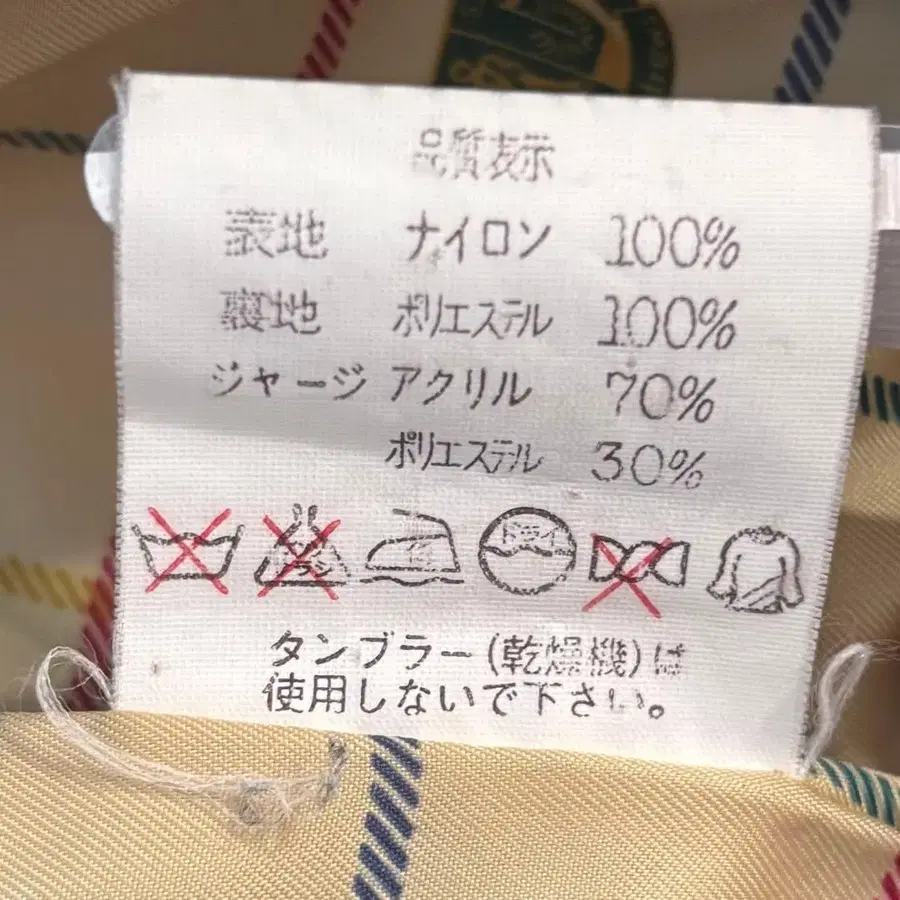 品質表示
表地 ナイロン 100%
裏地 ポリエステル 100%
ジャージ アクリル 70%
ポリエステル 30%
ドライ
タンブラー(乾燥機)は
使用しないで下さい。